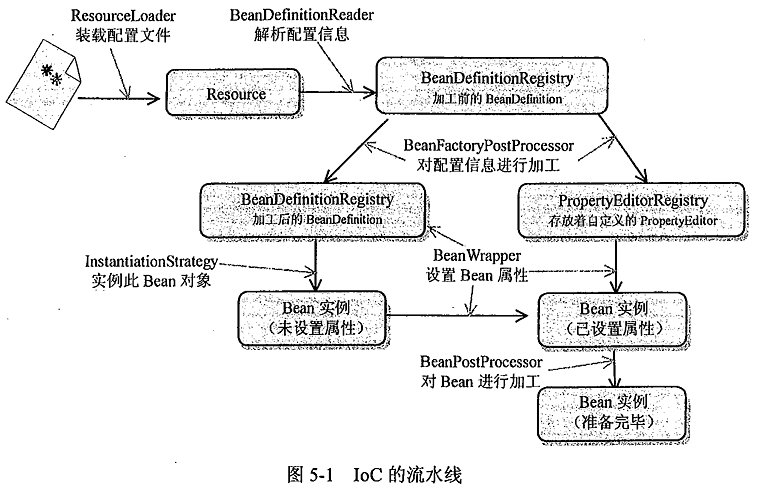 ResourceLoader
装载配置文件
BeanDefinitionReader
解析配置信息
**
Resource
BeanDefinitionRegistry
加工前的 BeanDefinition
BeanFactoryPostProcessor
对配置信息进行加工
BeanDefinitionRegistry
加工后的 BeanDefinition
PropertyEditorRegistry
存放着自定义的 PropertyEditor
InstantiationStrategy
实例此 Bean 对象
BeanWrapper
设置 Bean 属性
Bean 实例
（未设置属性）
Bean 实例
（已设置属性）
BeanPostProcessor
对 Bean 进行加工
Bean 实例
（准备完毕）
图 5-1 IoC 的流水线